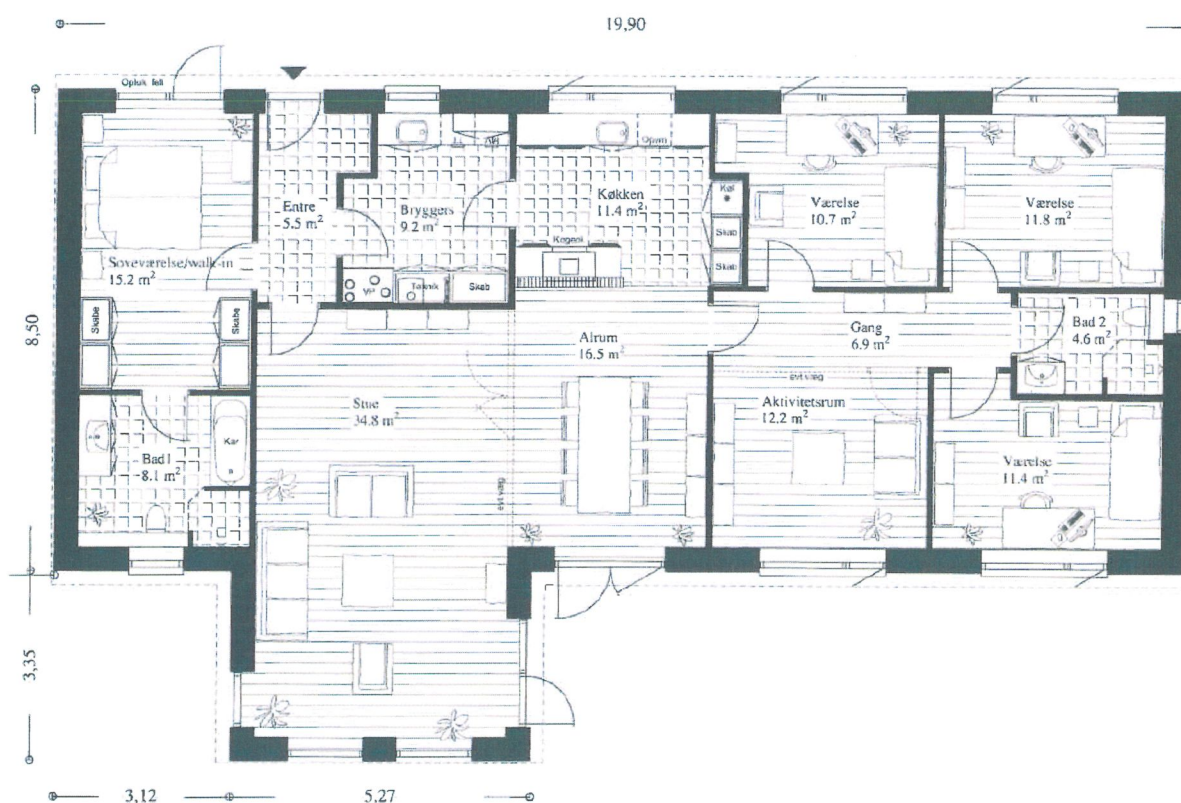 19,90
Opluk felt
Entre
5.5 m²
Bryggers
9.2 m²
Køkken
11.4 m²
Opvm
Køl
Skab
Skab
Værelse
10.7 m²
Værelse
11.8 m²
Soveværelse/walk-in
15.2 m²
Kogeø
VP
Teknik
Skab
Skabe
Skabe
8,50
Alrum
16.5 m²
Gang
6.9 m²
Bad 2
4.6 m²
evt.væg
Aktivitetsrum
12.2 m²
Stue
34.8 m²
Kar
Bad 1
8.1 m²
Værelse
11.4 m²
evt.væg
3,35
3,12
5,27